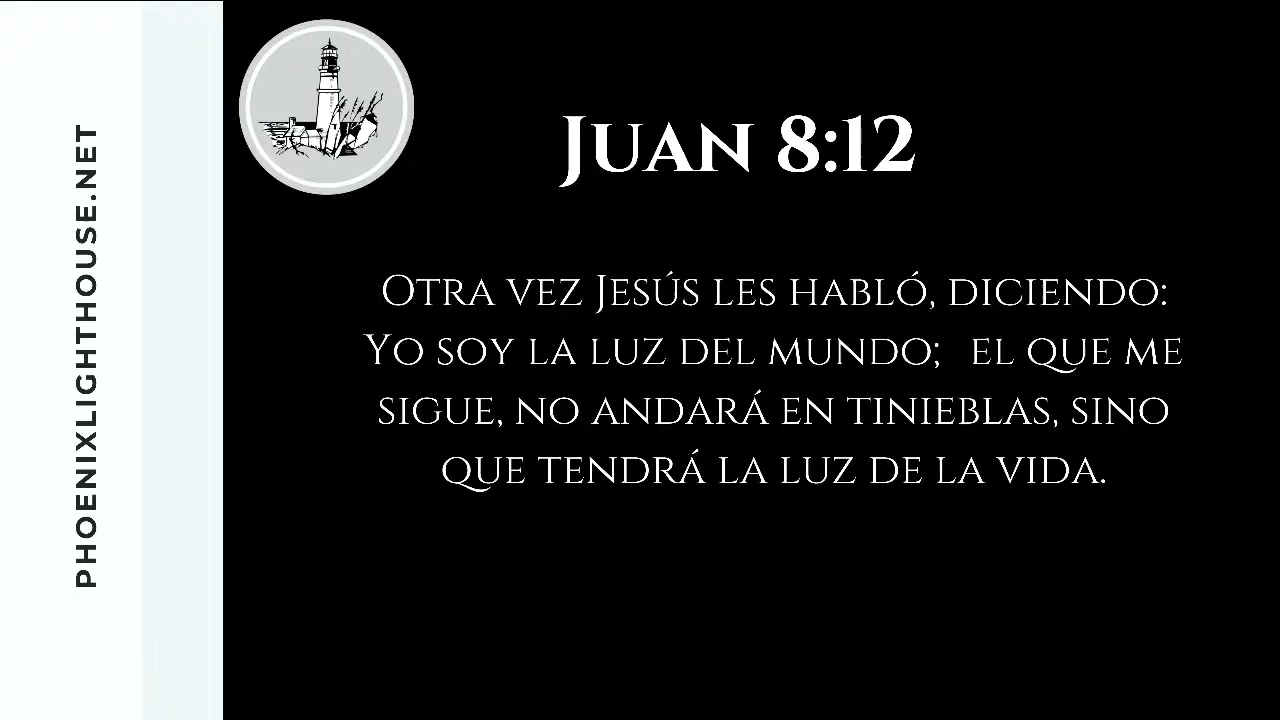 PHOENIXLIGHTHOUSE.NET
Juan 8:12
Otra vez Jesús les habló, diciendo:
Yo soy la luz del mundo; el que me
sigue, no andará en tinieblas, sino
que tendrá la luz de la vida.